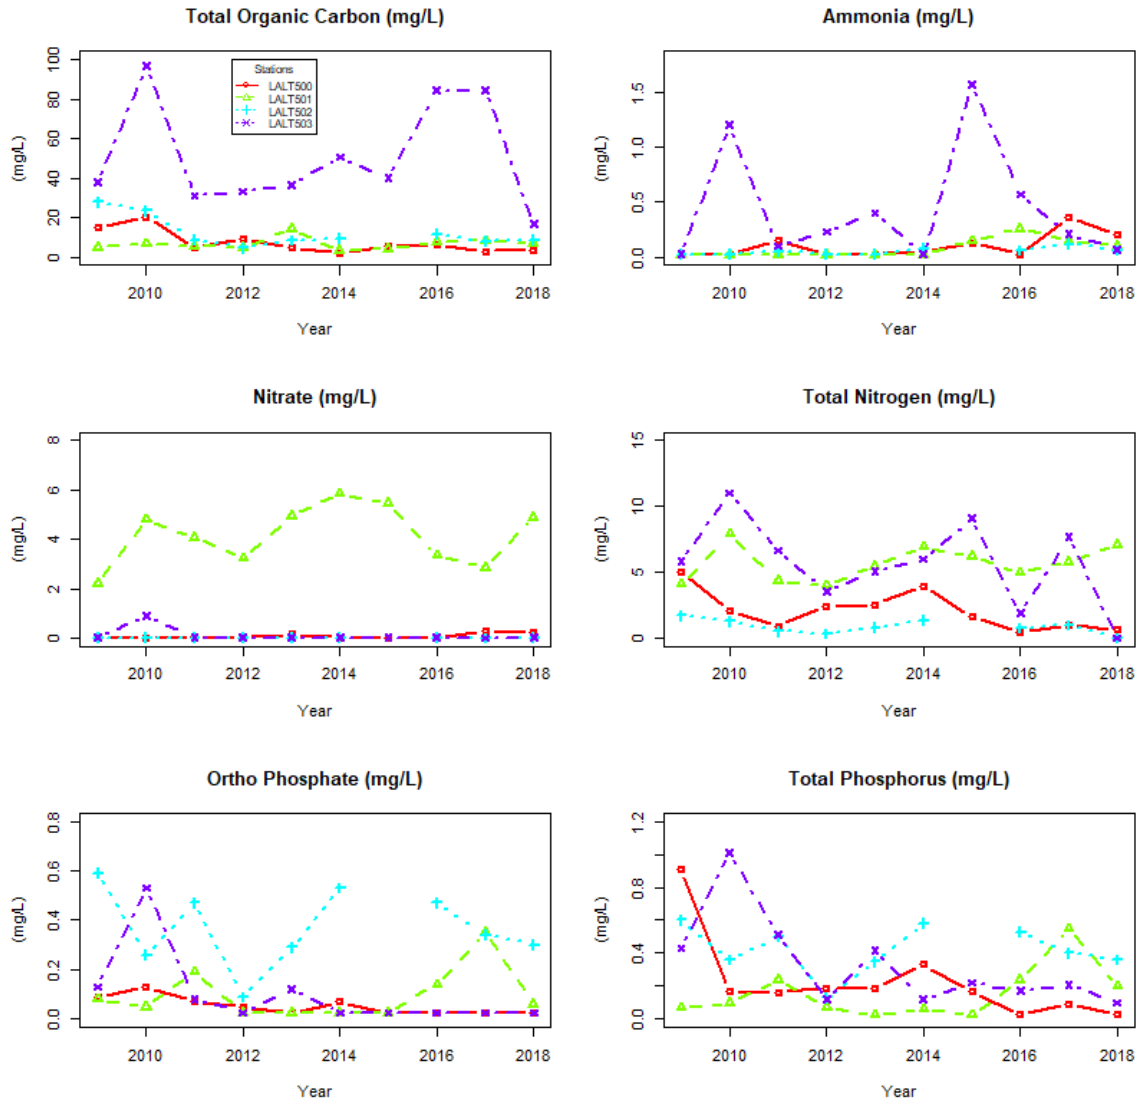 Total Organic Carbon (mg/L)
Ammonia (mg/L)
(mg/L)
0 20 40 60 80 100
Stations
LALT500
LALT501
LALT502
LALT503
2010 2012 2014 2016 2018
Year
(mg/L)
0.0 0.5 1.0 1.5
2010 2012 2014 2016 2018
Year
Nitrate (mg/L)
Total Nitrogen (mg/L)
(mg/L)
0 2 4 6 8
2010 2012 2014 2016 2018
Year
(mg/L)
0 5 10 15
2010 2012 2014 2016 2018
Year
Ortho Phosphate (mg/L)
Total Phosphorus (mg/L)
(mg/L)
0.0 0.2 0.4 0.6 0.8
2010 2012 2014 2016 2018
Year
(mg/L)
0.0 0.4 0.8 1.2
2010 2012 2014 2016 2018
Year